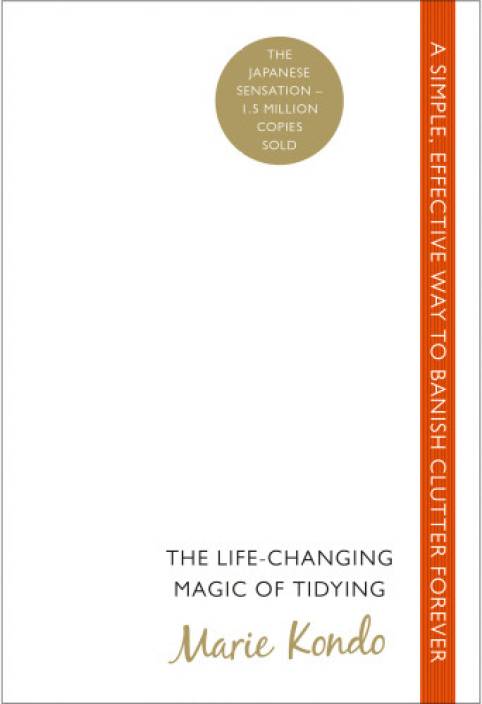 THE
JAPANESE
SENSATION –
1.5 MILLION
COPIES
SOLD
A SIMPLE, EFFECTIVE WAY TO BANISH CLUTTER FOREVER
THE LIFE-CHANGING
MAGIC OF TIDYING
Marie Kondo